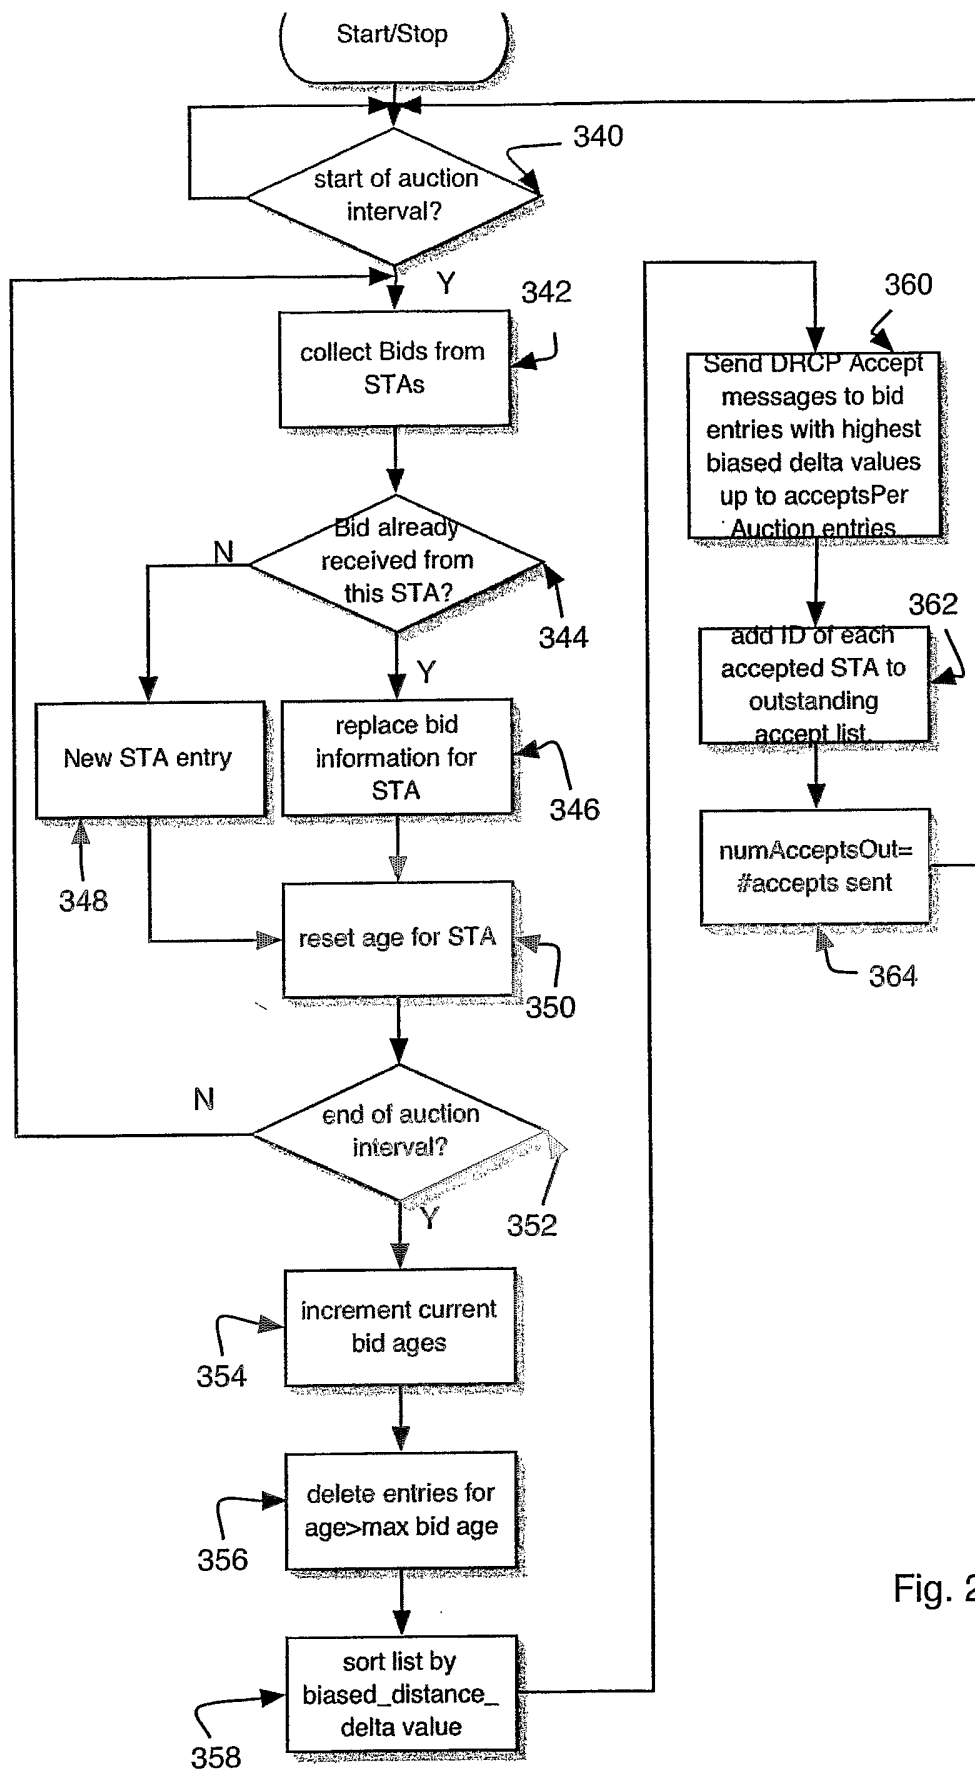 Start/Stop
340
start of auction
interval?
Y
342
collect Bids from
STAs
Bid already
received from
this STA?
N
344
Y
New STA entry
348
replace bid
information for
STA
346
reset age for STA
350
end of auction
interval?
N
352
Y
increment current
bid ages
354
delete entries for
age>max bid age
356
sort list by
biased_distance_
delta value
358
360
Send DRCP Accept
messages to bid
entries with highest
biased delta values
up to acceptsPer
Auction entries
362
add ID of each
accepted STA to
outstanding
accept list.
numAcceptsOut=
#accepts sent
364
Fig. 2